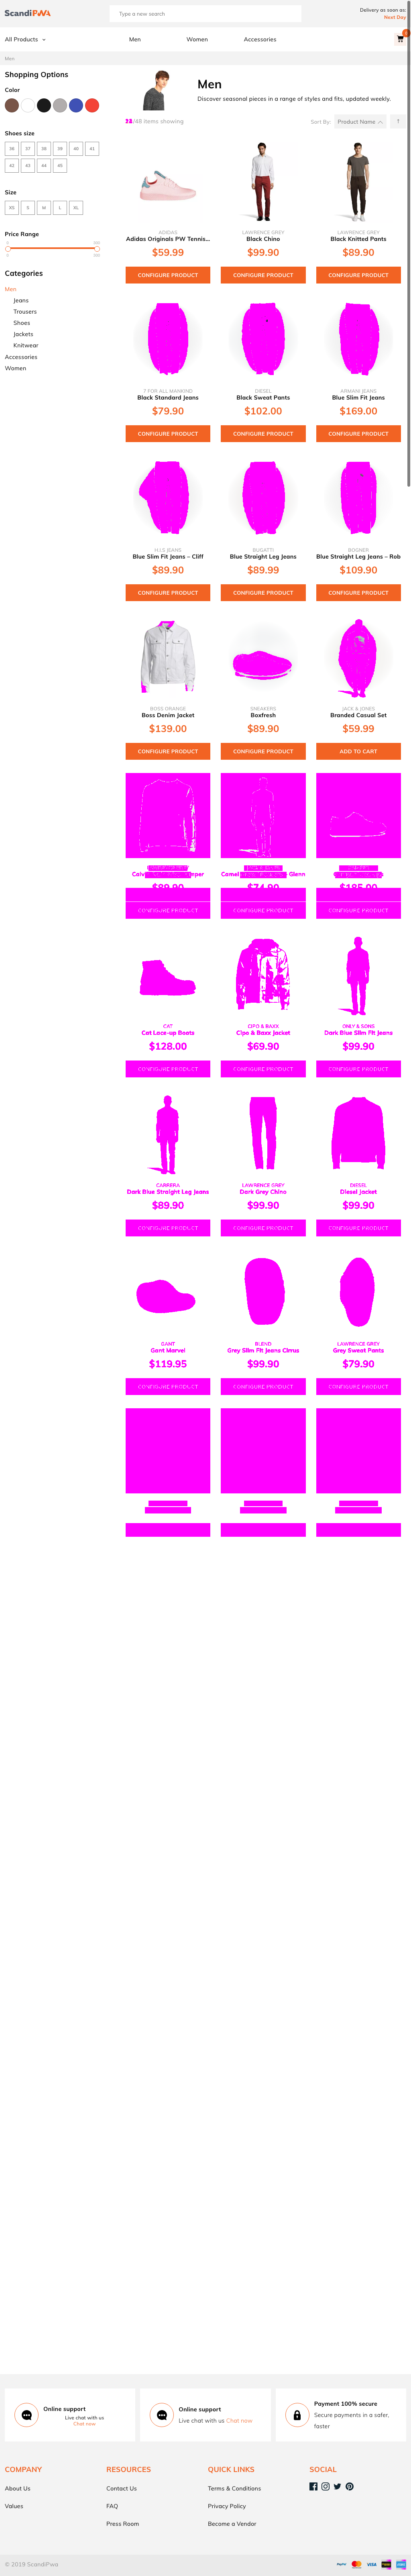 ScandiPWA
Type a new search
Delivery as soon as:
Next Day
All Products
Men
Women
Accessories
Men
Shopping Options
Color
Shoes size
36 37 38 39 40 41
42 43 44 45
Size
XS S M L XL
Price Range
Categories
Men
Jeans
Trousers
Shoes
Jackets
Knitwear
Accessories
Women
Men
Discover seasonal pieces in a range of styles and fits, updated weekly.
/48 items showing
Sort By: Product Name
ADIDAS
Adidas Originals PW Tennis...
$59.99
CONFIGURE PRODUCT
LAWRENCE GREY
Black Chino
$99.90
CONFIGURE PRODUCT
LAWRENCE GREY
Black Knitted Pants
$89.90
CONFIGURE PRODUCT
7 FOR ALL MANKIND
Black Standard Jeans
$79.90
CONFIGURE PRODUCT
DIESEL
Black Sweat Pants
$102.00
CONFIGURE PRODUCT
ARMANI JEANS
Blue Slim Fit Jeans
$169.00
CONFIGURE PRODUCT
H.I.S JEANS
Blue Slim Fit Jeans – Cliff
$89.90
CONFIGURE PRODUCT
BUGATTI
Blue Straight Leg Jeans
$89.99
CONFIGURE PRODUCT
BOGNER
Blue Straight Leg Jeans – Rob
$109.90
CONFIGURE PRODUCT
BOSS ORANGE
Boss Denim Jacket
$139.00
CONFIGURE PRODUCT
SNEAKERS
Boxfresh
$89.90
CONFIGURE PRODUCT
JACK & JONES
Branded Casual Set
$59.99
ADD TO CART
$89.90
CONFIGURE PRODUCT
Camel Glenn
$74.90
CONFIGURE PRODUCT
$185.00
CONFIGURE PRODUCT
CAT
Cat Lace-up Boots
$128.00
CONFIGURE PRODUCT
CIPO & BAXX
Cipo & Baxx Jacket
$69.90
CONFIGURE PRODUCT
ONLY & SONS
Dark Blue Slim Fit Jeans
$99.90
CONFIGURE PRODUCT
CARRERA
Dark Blue Straight Leg Jeans
$89.90
CONFIGURE PRODUCT
LAWRENCE GREY
Dark Grey Chino
$99.90
CONFIGURE PRODUCT
DIESEL
Diesel Jacket
$99.90
CONFIGURE PRODUCT
GANT
Gant Marvel
$119.95
CONFIGURE PRODUCT
BLEND
Grey Slim Fit Jeans Cirrus
$99.90
CONFIGURE PRODUCT
LAWRENCE GREY
Grey Sweat Pants
$79.90
CONFIGURE PRODUCT
Online support
Live chat with us
Chat now
Online support
Live chat with us Chat now
Payment 100% secure
Secure payments in a safer,
faster
COMPANY
About Us
Values
RESOURCES
Contact Us
FAQ
Press Room
QUICK LINKS
Terms & Conditions
Privacy Policy
Become a Vendor
SOCIAL
© 2019 ScandiPwa
PayPal
VISA